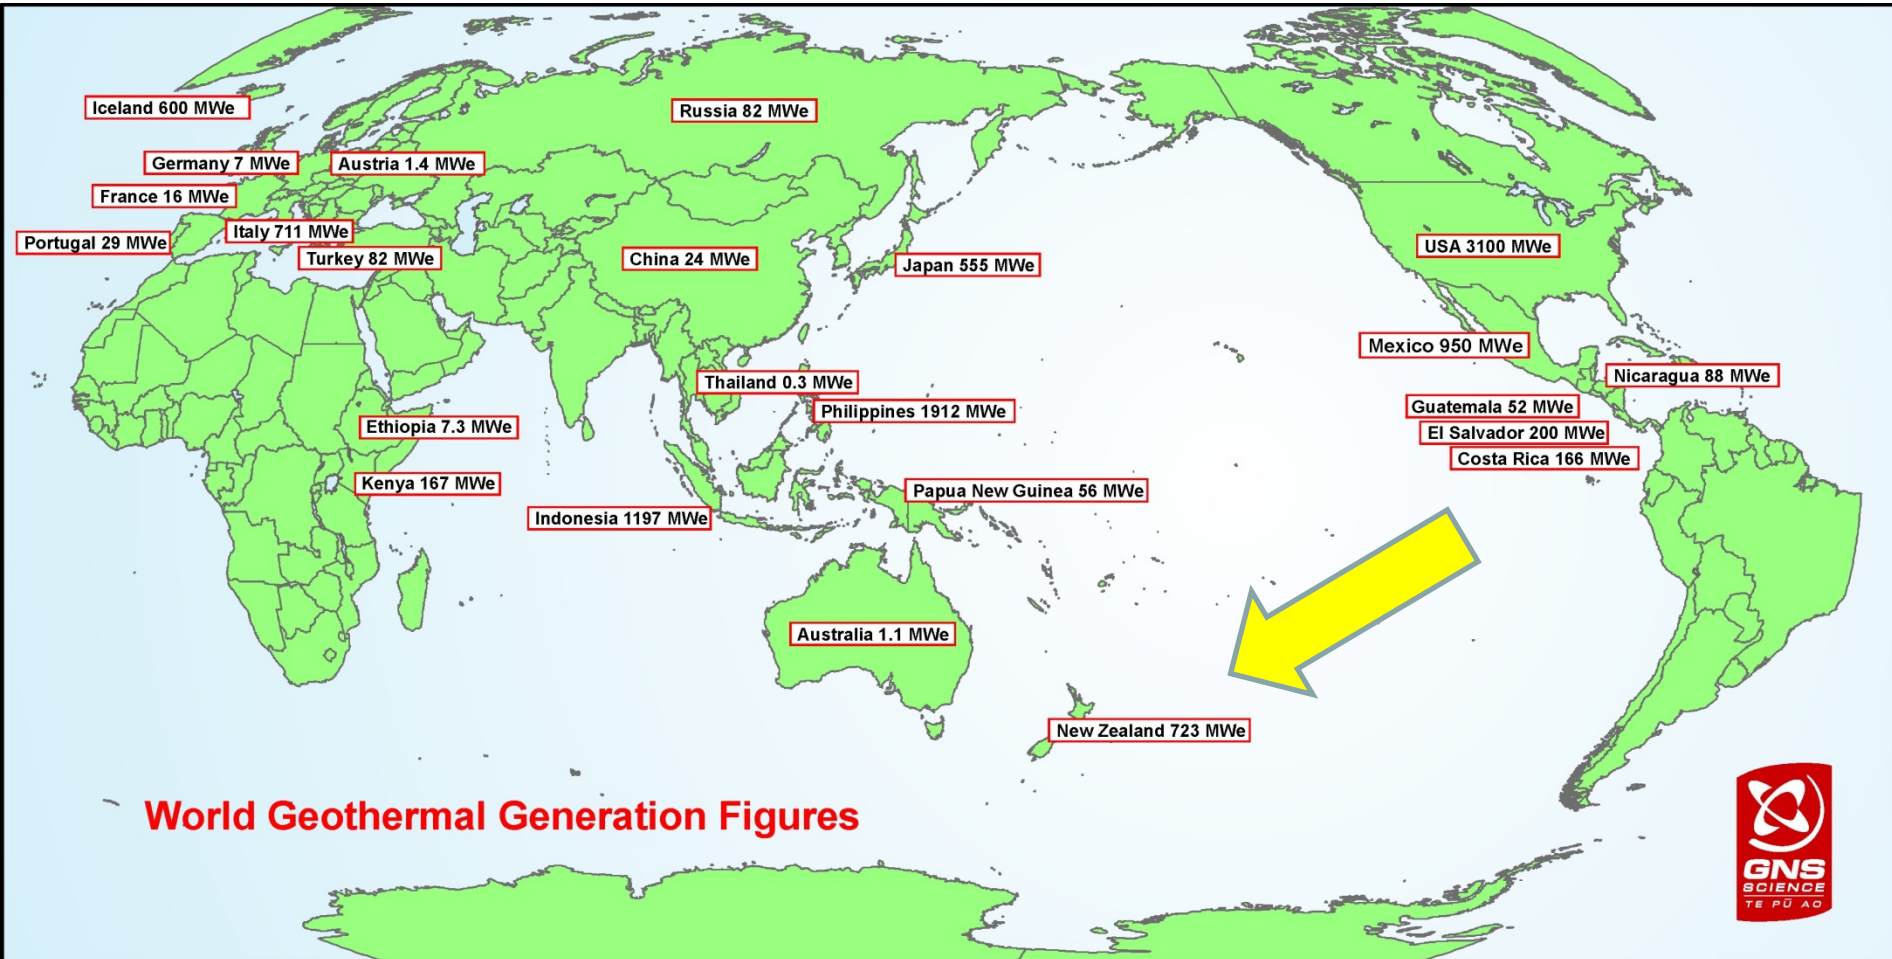 Iceland 600 MWe
Russia 82 MWe
Germany 7 MWe
Austria 1.4 MWe
France 16 MWe
Italy 711 MWe
Portugal 29 MWe
Turkey 82 MWe
China 24 MWe
Japan 555 MWe
USA 3100 MWe
Mexico 950 MWe
Nicaragua 88 MWe
Thailand 0.3 MWe
Philippines 1912 MWe
Guatemala 52 MWe
El Salvador 200 MWe
Costa Rica 166 MWe
Ethiopia 7.3 MWe
Kenya 167 MWe
Papua New Guinea 56 MWe
Indonesia 1197 MWe
Australia 1.1 MWe
New Zealand 723 MWe
World Geothermal Generation Figures
GNS
SCIENCE
TE PŪ AO